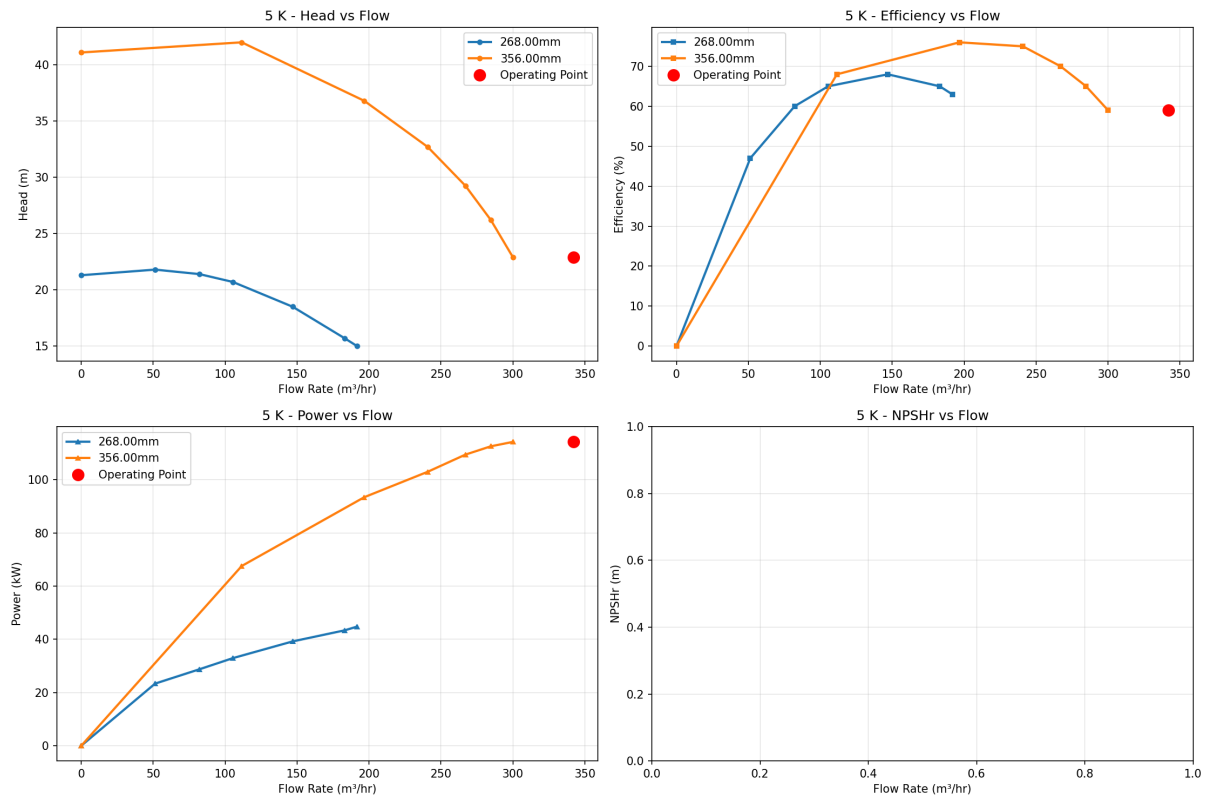 5 K - Head vs Flow
40
35
30
25
20
15
Head (m)
268.00mm
356.00mm
Operating Point
0 50 100 150 200 250 300 350
Flow Rate (m³/hr)
5 K - Efficiency vs Flow
70
60
50
40
30
20
10
0
Efficiency (%)
268.00mm
356.00mm
Operating Point
0 50 100 150 200 250 300 350
Flow Rate (m³/hr)
5 K - Power vs Flow
100
80
60
40
20
0
Power (kW)
268.00mm
356.00mm
Operating Point
0 50 100 150 200 250 300 350
Flow Rate (m³/hr)
5 K - NPSHr vs Flow
1.0
0.8
0.6
0.4
0.2
0.0
NPSHr (m)
0.0 0.2 0.4 0.6 0.8 1.0
Flow Rate (m³/hr)